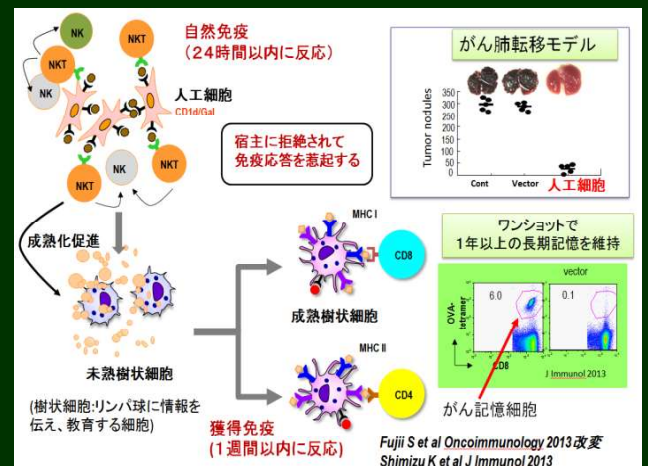 NK
NKT
NK
NKT
自然免疫
(24時間以内に反応)
人工細胞
CD1d/Gal
NKT
NK
NKT
宿主に拒絶されて
免疫応答を惹起する
がん肺転移モデル
Tumor nodules
350
300
250
200
150
100
50
0
Cont
Vector
人工細胞
成熟化促進
未熟樹状細胞
(樹状細胞:リンパ球に情報を
伝え、教育する細胞)
MHC I
CD8
成熟樹状細胞
MHC II
CD4
獲得免疫
(1週間以内に反応)
ワンショットで
1年以上の長期記憶を維持
vector
6.0
0.1
OVA-
tetramer
CD8
J Immunol 2013
がん記憶細胞
Fujii S et al Oncoimmunology 2013改変
Shimizu K et al J Immunol 2013